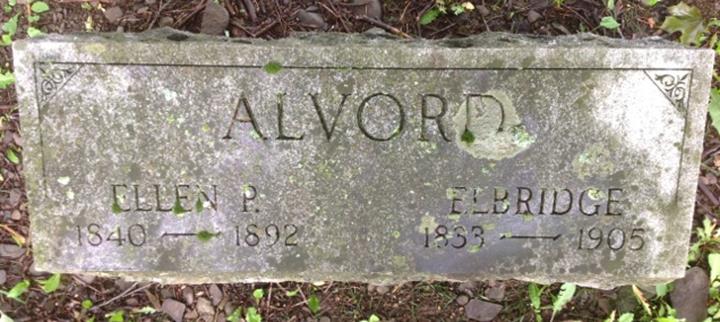 ALVORD
ELLEN P. ELBRIDGE
1840 — 1892 1833 — 1905